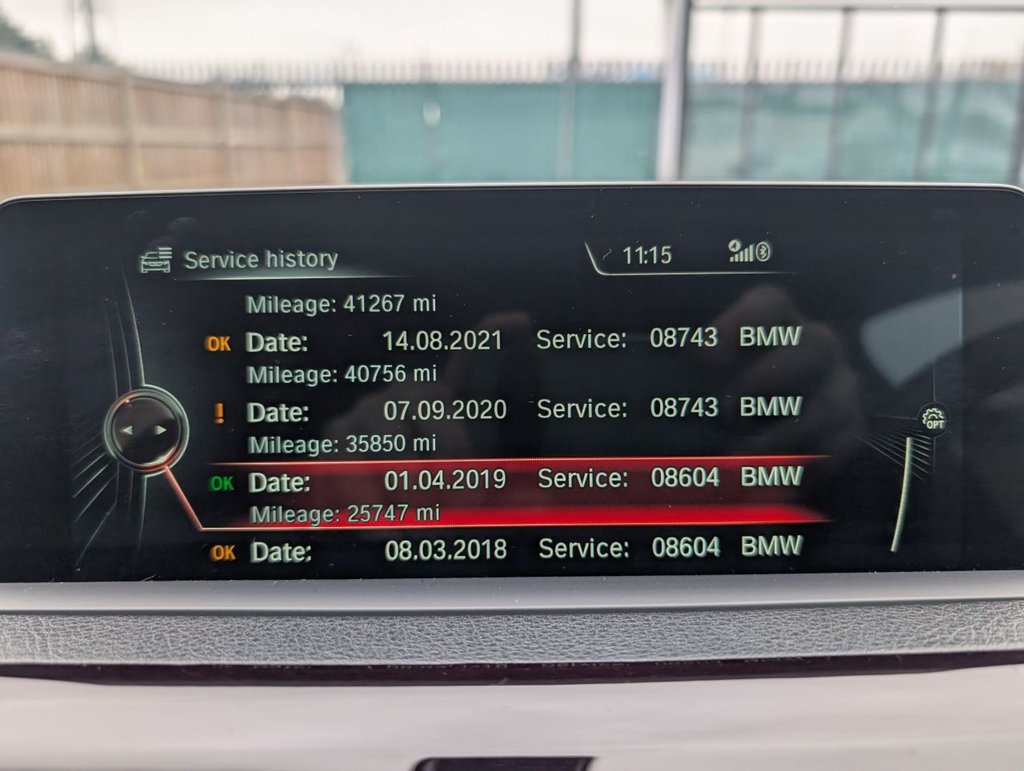 Service history 11:15
Mileage: 41267 mi
OK Date: 14.08.2021 Service: 08743 BMW
Mileage: 40756 mi
! Date: 07.09.2020 Service: 08743 BMW
Mileage: 35850 mi
OK Date: 01.04.2019 Service: 08604 BMW
Mileage: 25747 mi
OK Date: 08.03.2018 Service: 08604 BMW
OPT